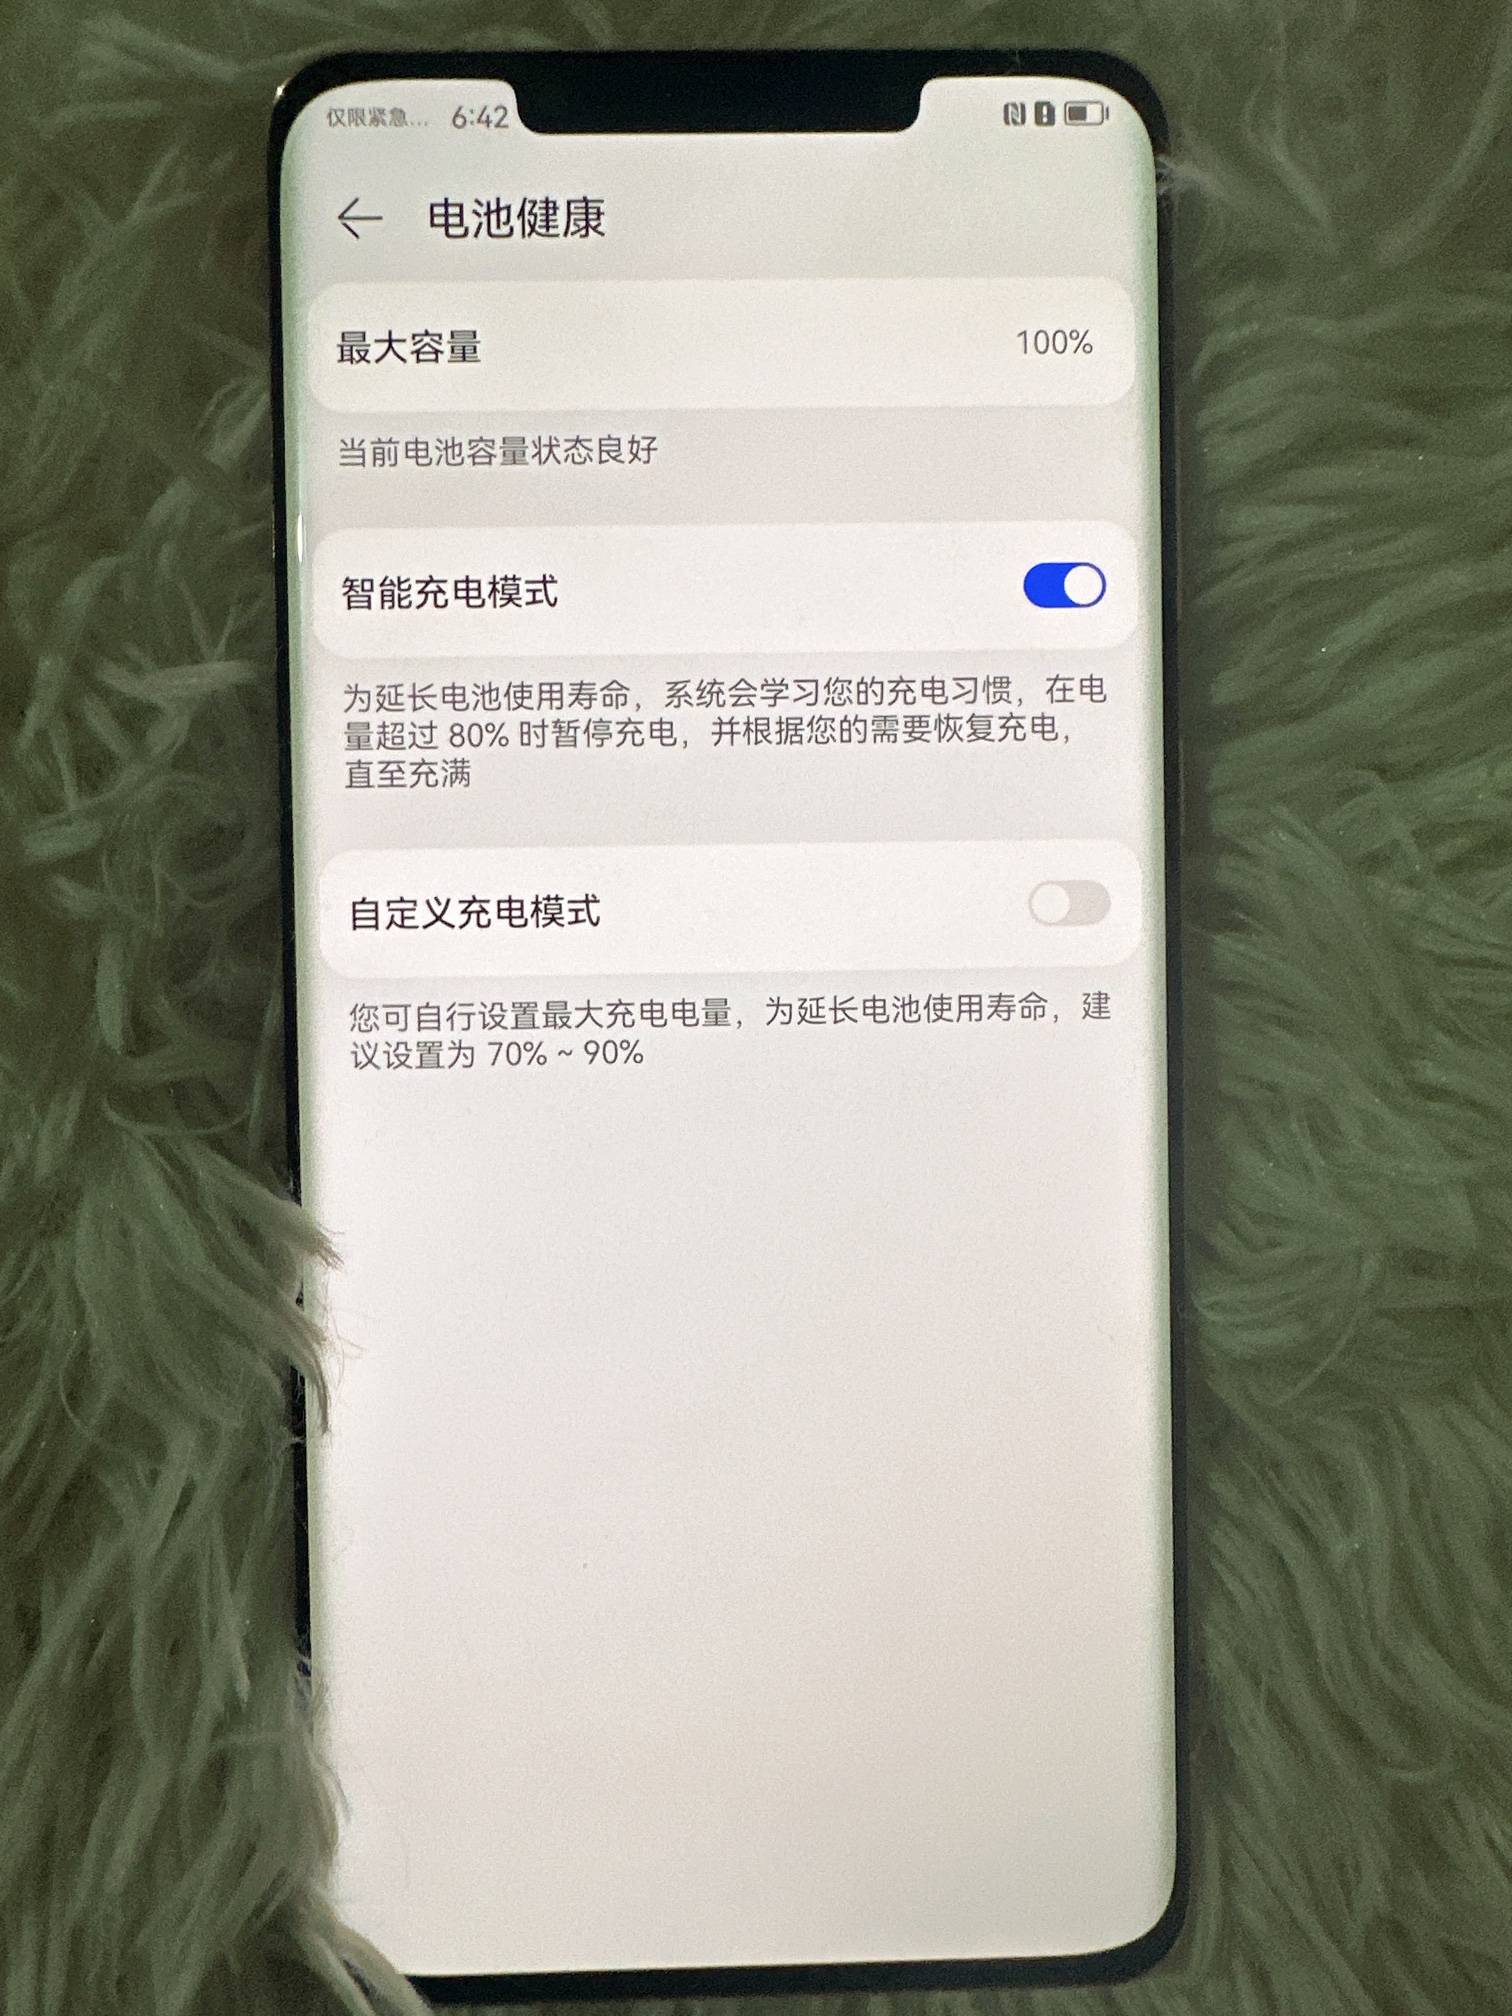 仅限紧急... 6:42
电池健康
最大容量 100%
当前电池容量状态良好
智能充电模式
为延长电池使用寿命，系统会学习您的充电习惯，在电
量超过 80% 时暂停充电，并根据您的需要恢复充电，
直至充满
自定义充电模式
您可自行设置最大充电电量，为延长电池使用寿命，建
议设置为 70% ~ 90%